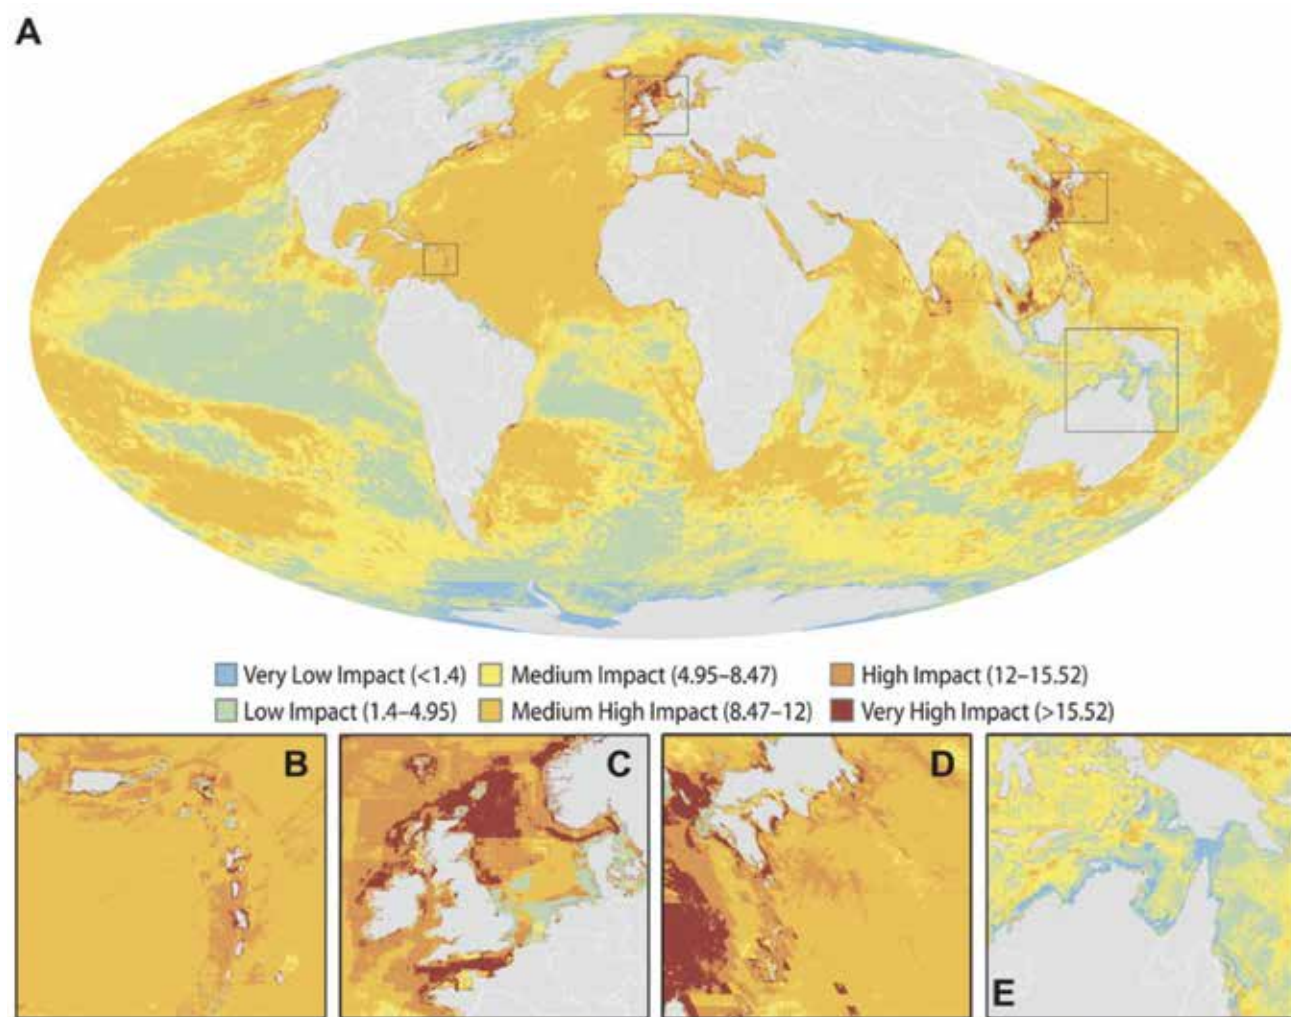 A
Very Low Impact (<1.4) Medium Impact (4.95–8.47) High Impact (12–15.52)
Low Impact (1.4–4.95) Medium High Impact (8.47–12) Very High Impact (>15.52)
B
C
D
E